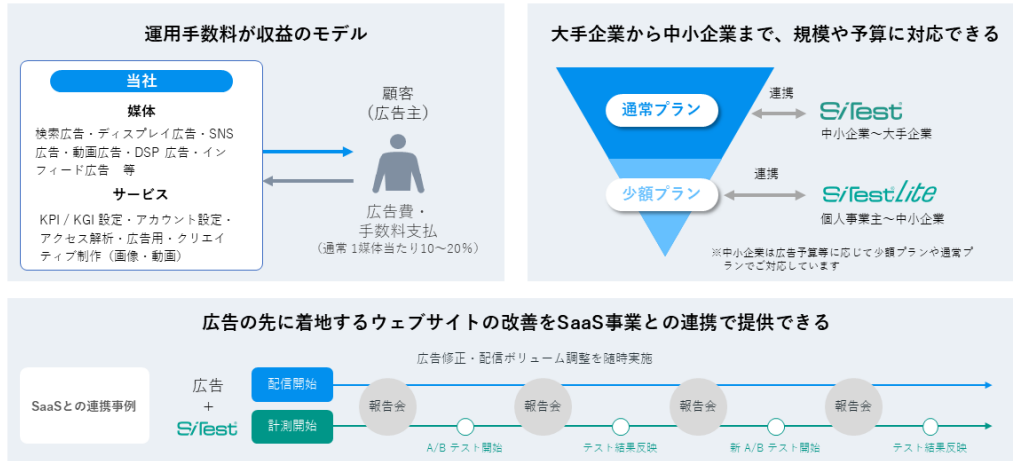 運用手数料が収益のモデル
当社
媒体
検索広告・ディスプレイ広告・SNS
広告・動画広告・DSP 広告・イン
フィード広告　等
サービス
KPI / KGI 設定・アカウント設定・
アクセス解析・広告用・クリエイ
ティブ制作（画像・動画）
顧客
（広告主）
広告費・
手数料支払
（通常 1媒体当たり10〜20%）
大手企業から中小企業まで、規模や予算に対応できる
通常プラン
連携
SiTest
中小企業〜大手企業
少額プラン
連携
SiTest Lite
個人事業主〜中小企業
※中小企業は広告予算等に応じて少額プランや通常プ
ランでご対応しています
広告の先に着地するウェブサイトの改善をSaaS事業との連携で提供できる
広告修正・配信ボリューム調整を随時実施
SaaSとの連携事例
広告
+
SiTest
配信開始
計測開始
報告会
報告会
報告会
報告会
A/B テスト開始
テスト結果反映
新 A/B テスト開始
テスト結果反映